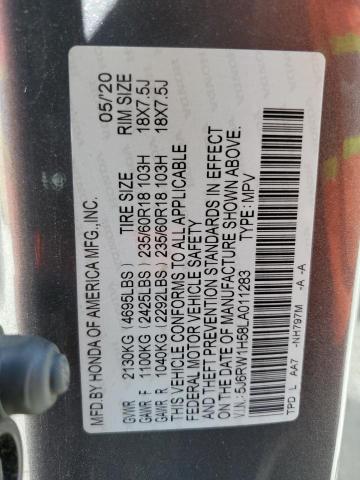 MFD.BY HONDA OF AMERICA MFG.,INC. 05/'20
TIRE SIZE RIM SIZE
GVWR 2130KG (4695LBS)
GAWR F 1100KG (2425LBS) 235/60R18 103H 18X7.5J
GAWR R 1040KG (2292LBS) 235/60R18 103H 18X7.5J
THIS VEHICLE CONFORMS TO ALL APPLICABLE
FEDERAL MOTOR VEHICLE SAFETY
AND THEFT PREVENTION STANDARDS IN EFFECT
ON THE DATE OF MANUFACTURE SHOWN ABOVE.
V.I.N.: 5J6RW1H58LA011283 TYPE: MPV
TPD L AA7 -NH797M -A -A